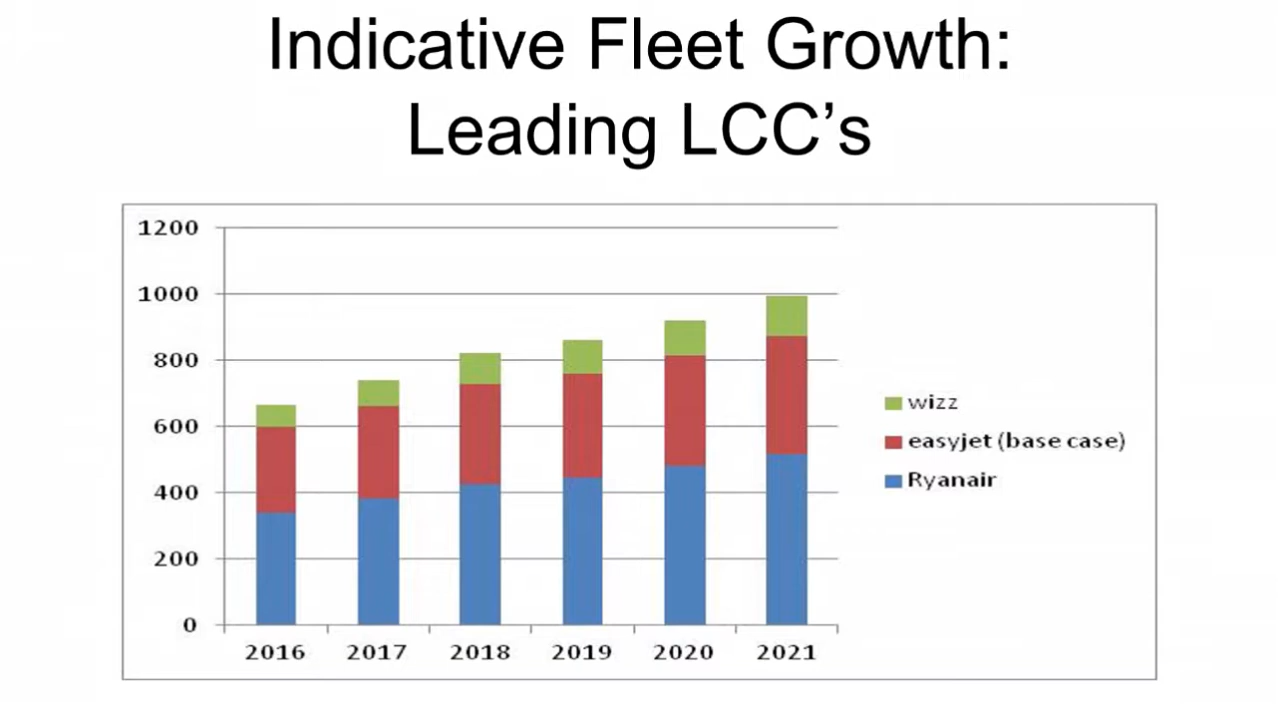 Indicative Fleet Growth:
Leading LCC's
1200
1000
800
600
400
200
0
2016 2017 2018 2019 2020 2021
wizz
easyjet (base case)
Ryanair